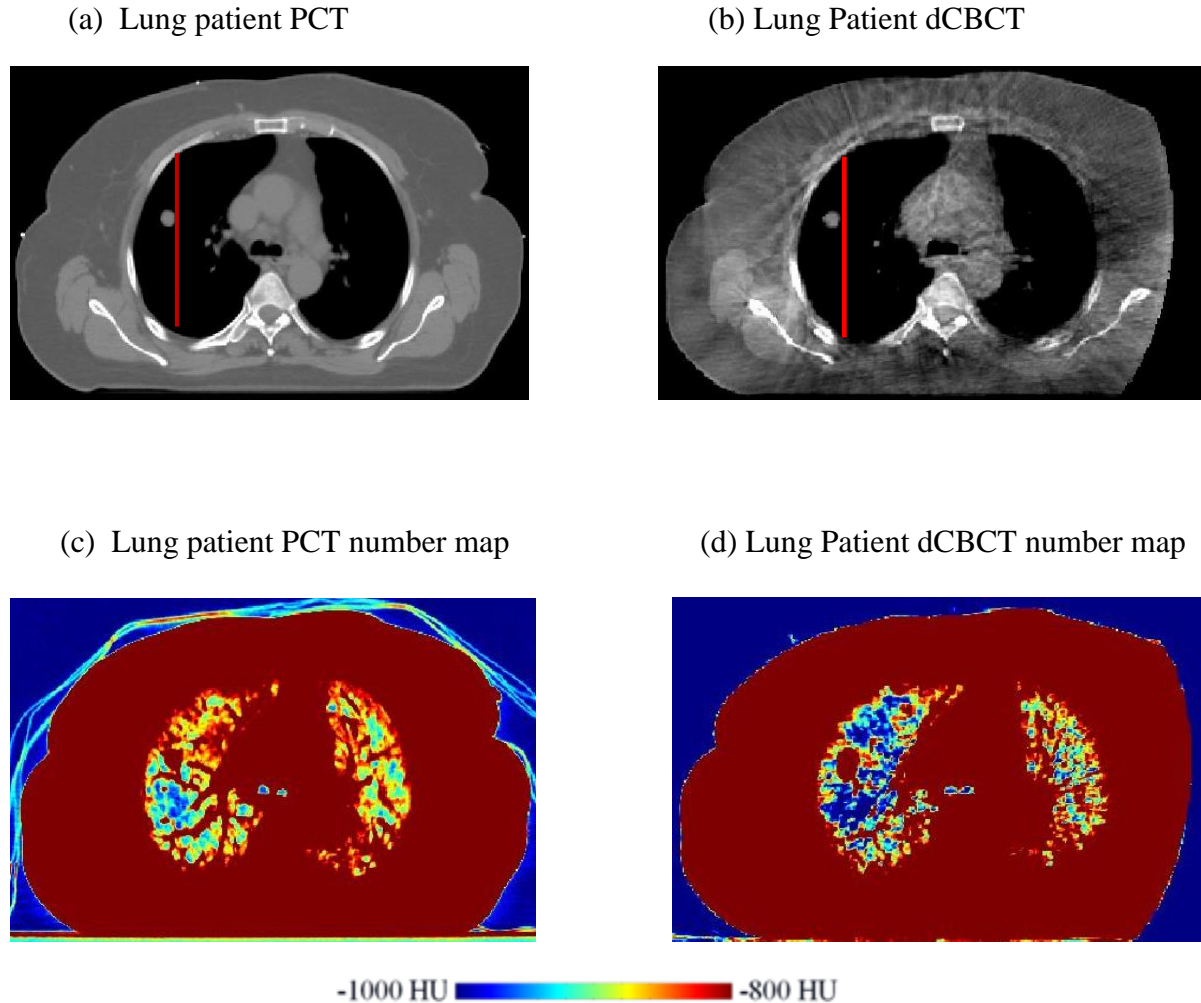 (a) Lung patient PCT
(b) Lung Patient dCBCT
(c) Lung patient PCT number map
(d) Lung Patient dCBCT number map
-1000 HU
-800 HU